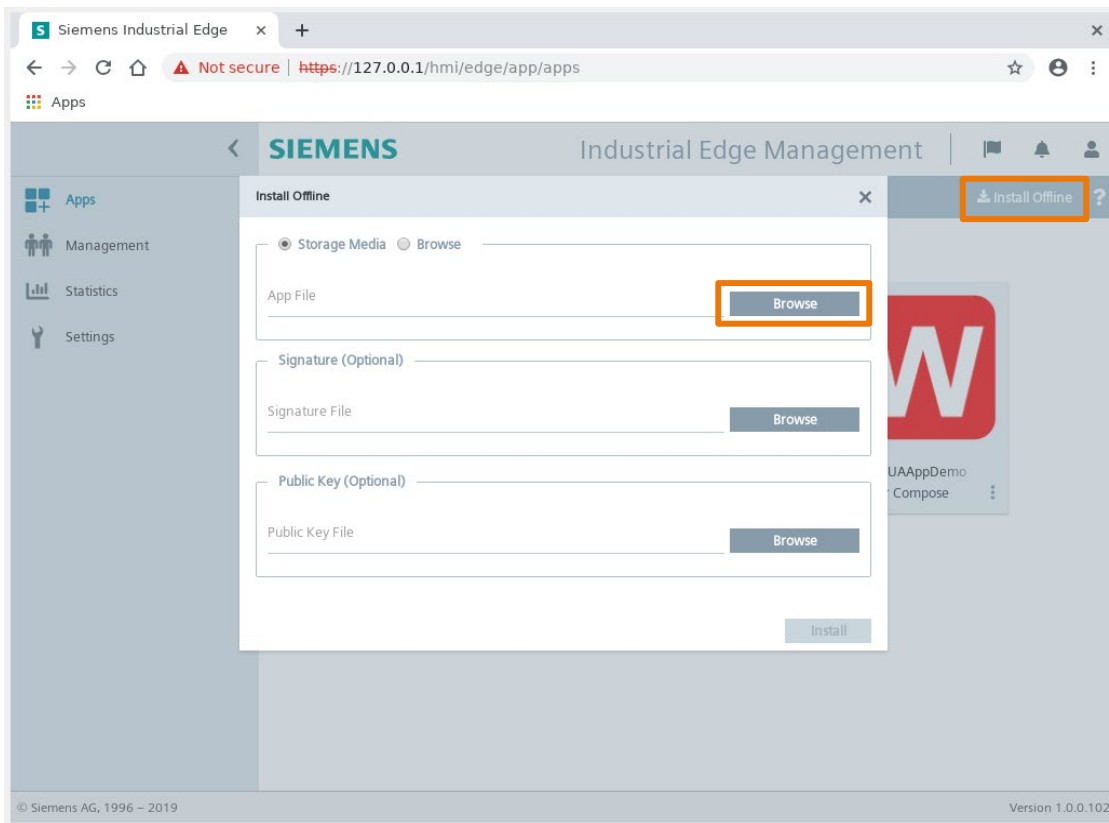 S Siemens Industrial Edge
Not secure | https://127.0.0.1/hmi/edge/app/apps
Apps
SIEMENS Industrial Edge Management
Apps
Install Offline
Install Offline ?
Management
Storage Media Browse
Statistics
App File
Browse
Settings
Signature (Optional)
W
Signature File
Browse
UAAppDemo
Public Key (Optional)
Compose
Public Key File
Browse
Install
© Siemens AG, 1996 – 2019
Version 1.0.0.102